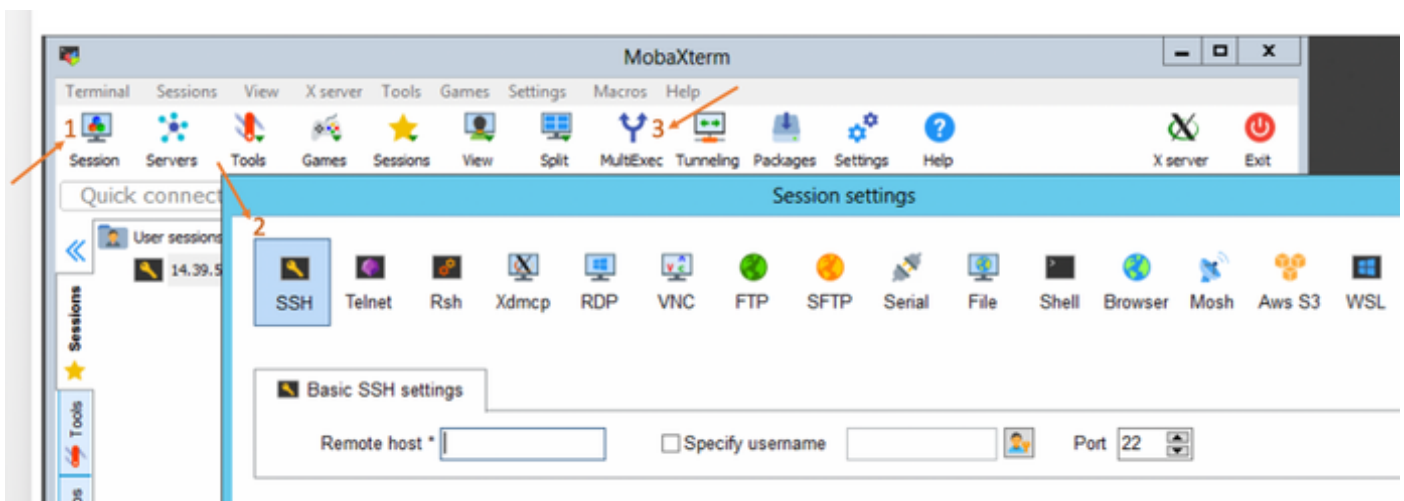 MobaXterm
Terminal Sessions View X server Tools Games Settings Macros Help
1 3
Session Servers Tools Games Sessions View Split MultiExec Tunneling Packages Settings Help X server Exit
Quick connect
Session settings
2
User sessions
14.39.5
SSH Telnet Rsh Xdmcp RDP VNC FTP SFTP Serial File Shell Browser Mosh Aws S3 WSL
Sessions
Basic SSH settings
Tools
Remote host * Specify username Port 22